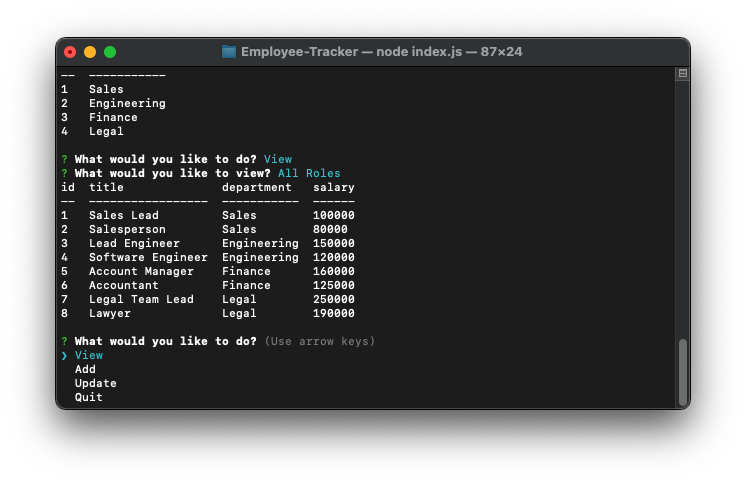 Employee-Tracker — node index.js — 87×24
––  –––––––––––
1   Sales
2   Engineering
3   Finance
4   Legal
? What would you like to do? View
? What would you like to view? All Roles
id  title              department   salary
––  –––––––––––––––––  –––––––––––  ––––––
1   Sales Lead         Sales        100000
2   Salesperson        Sales        80000
3   Lead Engineer      Engineering  150000
4   Software Engineer  Engineering  120000
5   Account Manager    Finance      160000
6   Accountant         Finance      125000
7   Legal Team Lead    Legal        250000
8   Lawyer             Legal        190000
? What would you like to do? (Use arrow keys)
❯ View
  Add
  Update
  Quit